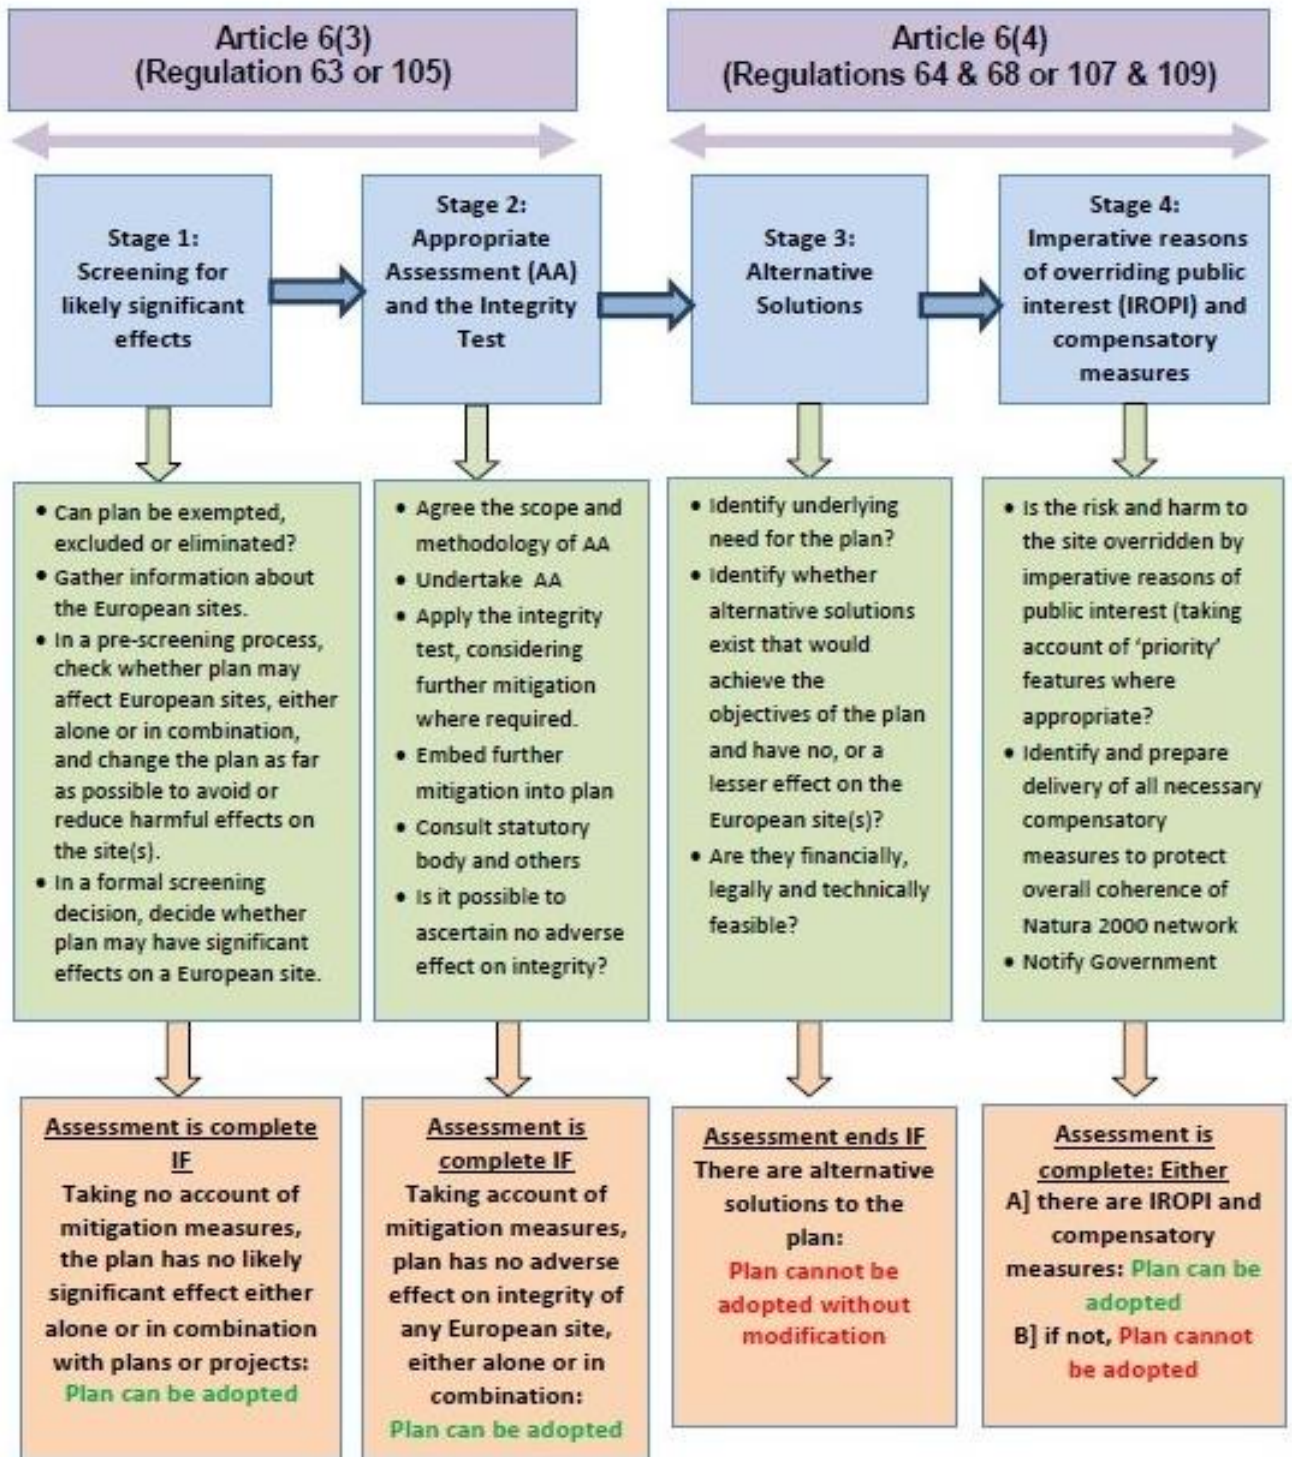 Article 6(3)
(Regulation 63 or 105)
Article 6(4)
(Regulations 64 & 68 or 107 & 109)
Stage 1:
Screening for
likely significant
effects
Stage 2:
Appropriate
Assessment (AA)
and the Integrity
Test
Stage 3:
Alternative
Solutions
Stage 4:
Imperative reasons
of overriding public
interest (IROPI) and
compensatory
measures
• Can plan be exempted,
excluded or eliminated?
• Gather information about
the European sites.
• In a pre-screening process,
check whether plan may
affect European sites, either
alone or in combination,
and change the plan as far
as possible to avoid or
reduce harmful effects on
the site(s).
• In a formal screening
decision, decide whether
plan may have significant
effects on a European site.
• Agree the scope and
methodology of AA
• Undertake AA
• Apply the integrity
test, considering
further mitigation
where required.
• Embed further
mitigation into plan
• Consult statutory
body and others
• Is it possible to
ascertain no adverse
effect on integrity?
• Identify underlying
need for the plan?
• Identify whether
alternative solutions
exist that would
achieve the
objectives of the plan
and have no, or a
lesser effect on the
European site(s)?
• Are they financially,
legally and technically
feasible?
• Is the risk and harm to
the site overridden by
imperative reasons of
public interest (taking
account of ‘priority’
features where
appropriate?
• Identify and prepare
delivery of all necessary
compensatory
measures to protect
overall coherence of
Natura 2000 network
• Notify Government
Assessment is complete
IF
Taking no account of
mitigation measures,
the plan has no likely
significant effect either
alone or in combination
with plans or projects:
Plan can be adopted
Assessment is
complete IF
Taking account of
mitigation measures,
plan has no adverse
effect on integrity of
any European site,
either alone or in
combination:
Plan can be adopted
Assessment ends IF
There are alternative
solutions to the
plan:
Plan cannot be
adopted without
modification
Assessment is
complete: Either
A] there are IROPI and
compensatory
measures: Plan can be
adopted
B] if not, Plan cannot
be adopted